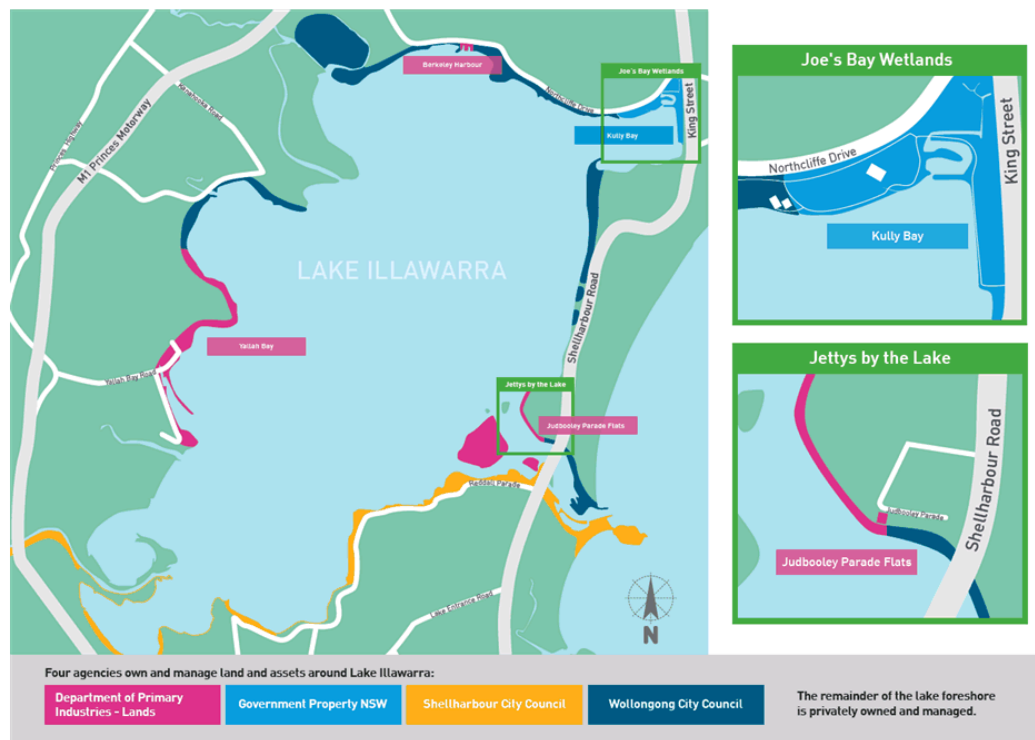 Berkeley Harbour
Joe's Bay Wetlands
Northcliffe Drive
Kully Bay
King Street
Princes Highway
M1 Princes Motorway
Kanahooka Road
LAKE ILLAWARRA
Shellharbour Road
Yallah Bay
Yallah Bay Road
Jettys by the Lake
Judbooley Parade Flats
Reddall Parade
Lake Entrance Road
N
Joe's Bay Wetlands
Northcliffe Drive
King Street
Kully Bay
Jettys by the Lake
Shellharbour Road
Judbooley Parade
Judbooley Parade Flats
Four agencies own and manage land and assets around Lake Illawarra:
Department of Primary
Industries - Lands
Government Property NSW
Shellharbour City Council
Wollongong City Council
The remainder of the lake foreshore
is privately owned and managed.